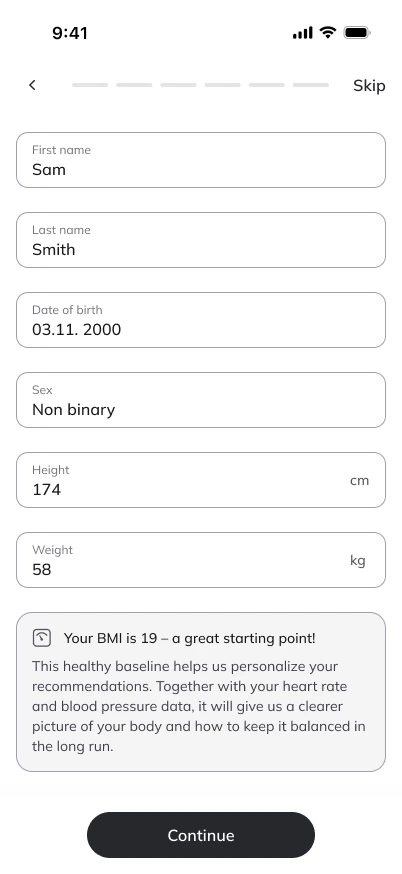 9:41
Skip
First name
Sam
Last name
Smith
Date of birth
03.11. 2000
Sex
Non binary
Height
174
cm
Weight
58
kg
Your BMI is 19 – a great starting point!
This healthy baseline helps us personalize your
recommendations. Together with your heart rate
and blood pressure data, it will give us a clearer
picture of your body and how to keep it balanced in
the long run.
Continue